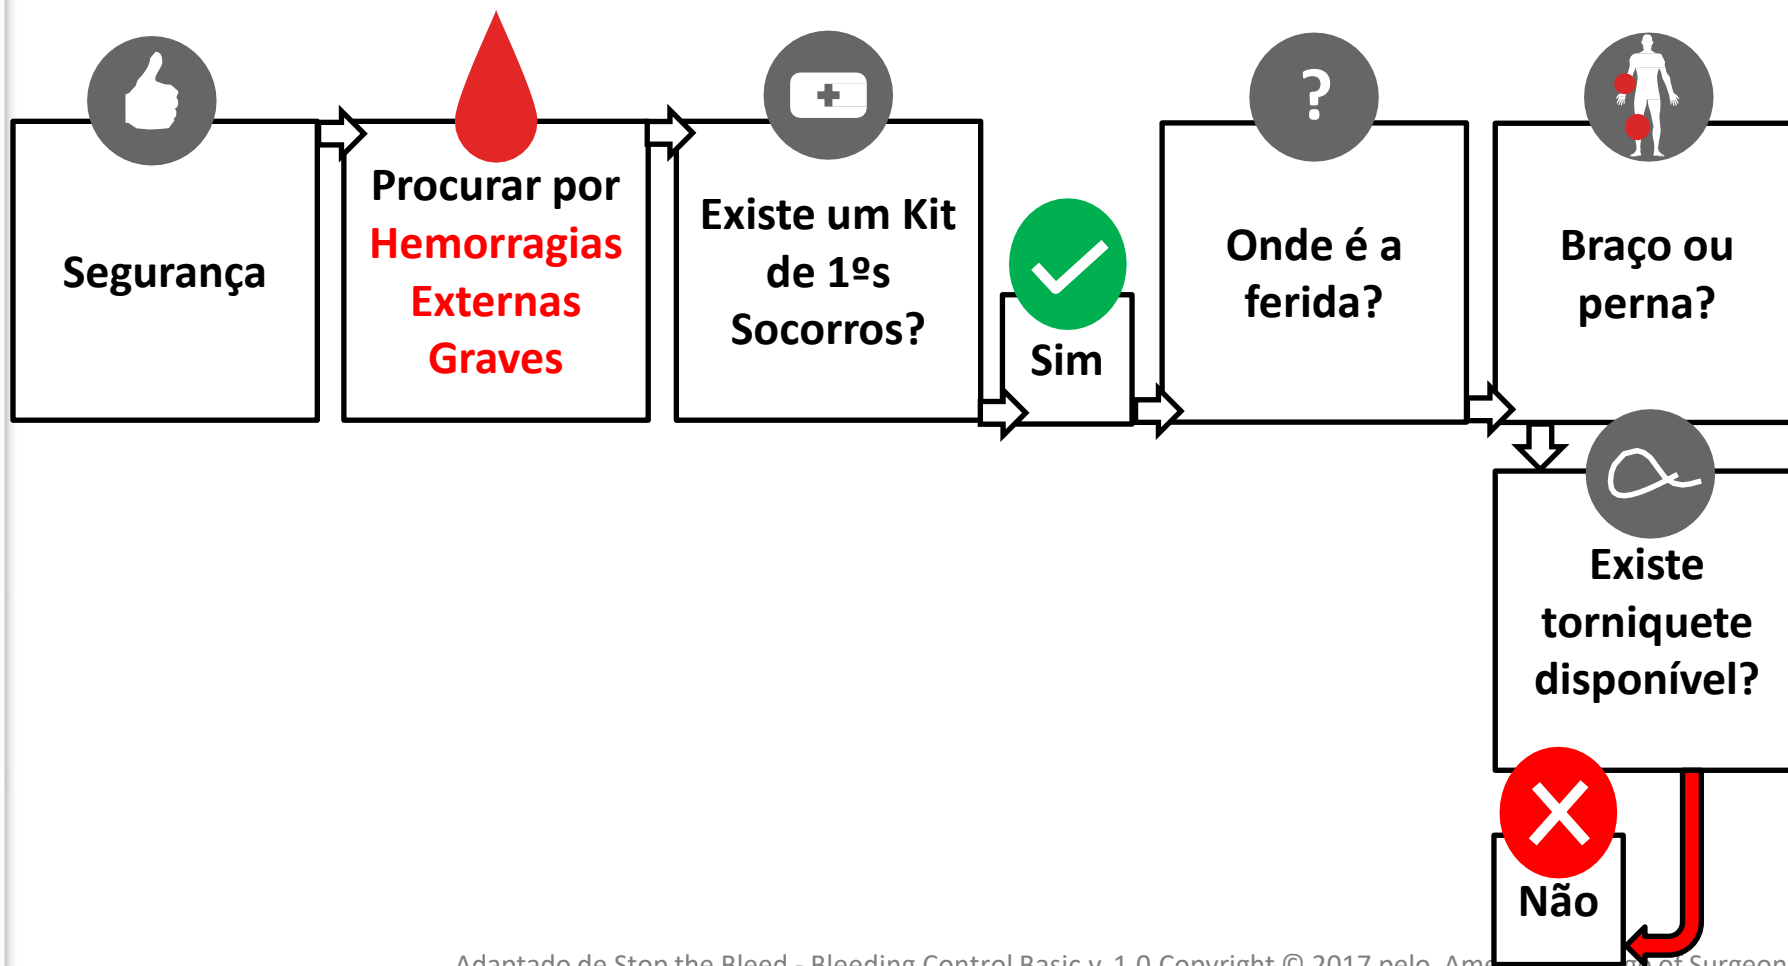 Segurança
Procurar por
Hemorragias
Externas
Graves
Existe um Kit
de 1ºs
Socorros?
Sim
Onde é a
ferida?
?
Braço ou
perna?
Existe
torniquete
disponível?
Não
Adaptado de Stop the Bleed - Bleeding Control Basic v. 1.0 Copyright © 2017 pelo of